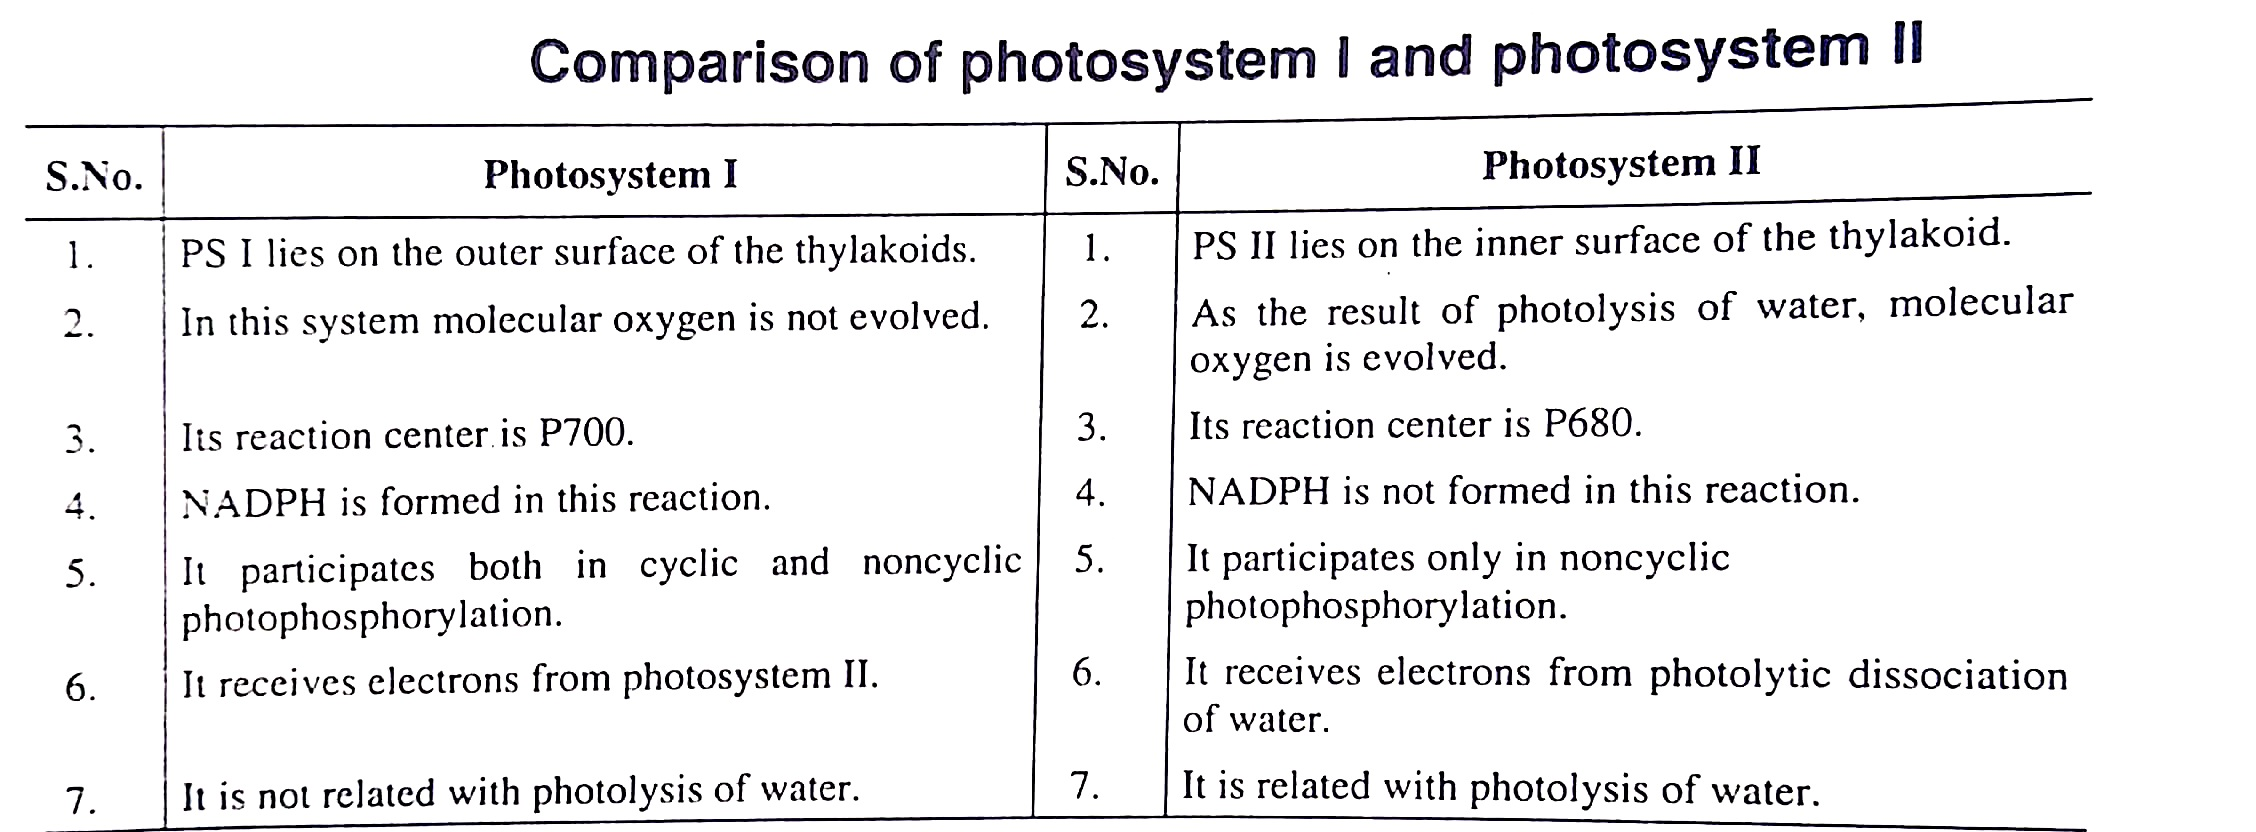 Comparison of photosystem I and photosystem II
S.No. Photosystem I S.No. Photosystem II
1. PS I lies on the outer surface of the thylakoids. 1. PS II lies on the inner surface of the thylakoid.
2. In this system molecular oxygen is not evolved. 2. As the result of photolysis of water, molecular
oxygen is evolved.
3. Its reaction center is P700. 3. Its reaction center is P680.
4. NADPH is formed in this reaction. 4. NADPH is not formed in this reaction.
5. It participates both in cyclic and noncyclic 5. It participates only in noncyclic
photophosphorylation. photophosphorylation.
6. It receives electrons from photosystem II. 6. It receives electrons from photolytic dissociation
of water.
7. It is not related with photolysis of water. 7. It is related with photolysis of water.